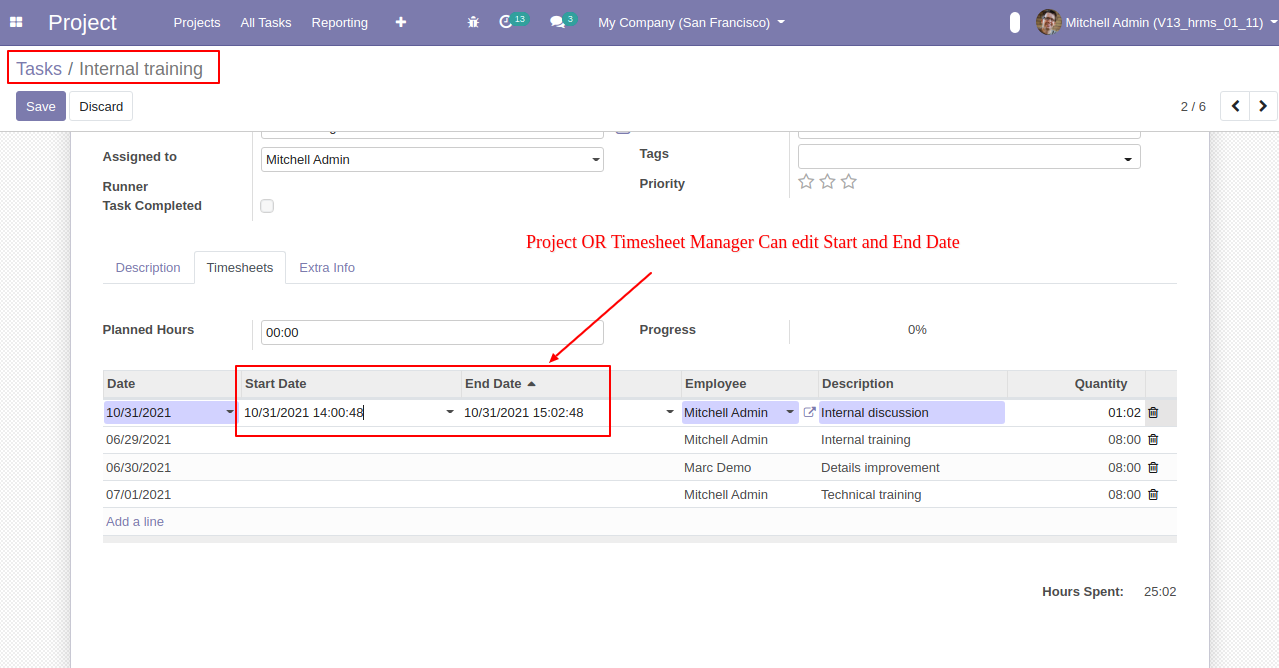 Project Projects All Tasks Reporting 13 3 My Company (San Francisco) Mitchell Admin (V13_hrms_01_11)
Tasks / Internal training
Save Discard 2 / 6
Assigned to Mitchell Admin Tags
Runner Priority
Task Completed
Project OR Timesheet Manager Can edit Start and End Date
Description Timesheets Extra Info
Planned Hours 00:00 Progress 0%
Date Start Date End Date Employee Description Quantity
10/31/2021 10/31/2021 14:00:48 10/31/2021 15:02:48 Mitchell Admin Internal discussion 01:02
06/29/2021 Mitchell Admin Internal training 08:00
06/30/2021 Marc Demo Details improvement 08:00
07/01/2021 Mitchell Admin Technical training 08:00
Add a line
Hours Spent: 25:02